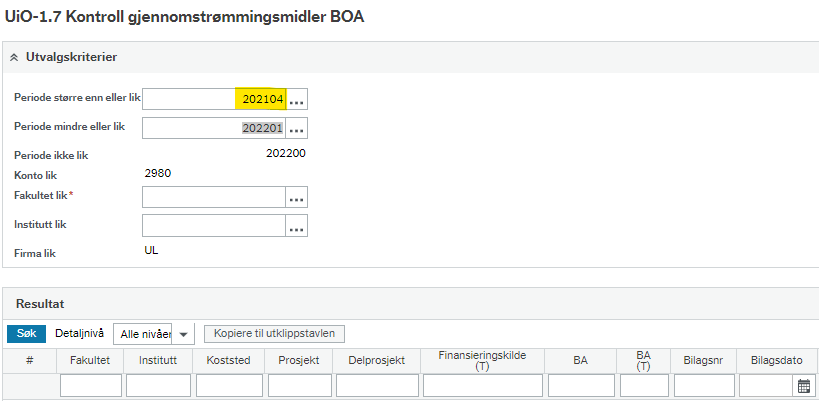 UiO-1.7 Kontroll gjennomstrømmingsmidler BOA
Utvalgskriterier
Periode større enn eller lik 202104 ...
Periode mindre eller lik 202201 ...
Periode ikke lik 202200
Konto lik 2980
Fakultet lik* ...
Institutt lik ...
Firma lik UL
Resultat
Søk Detaljnivå Alle nivåer Kopiere til utklippstavlen
# Fakultet Institutt Koststed Prosjekt Delprosjekt Finansieringskilde (T) BA BA (T) Bilagsnr Bilagsdato